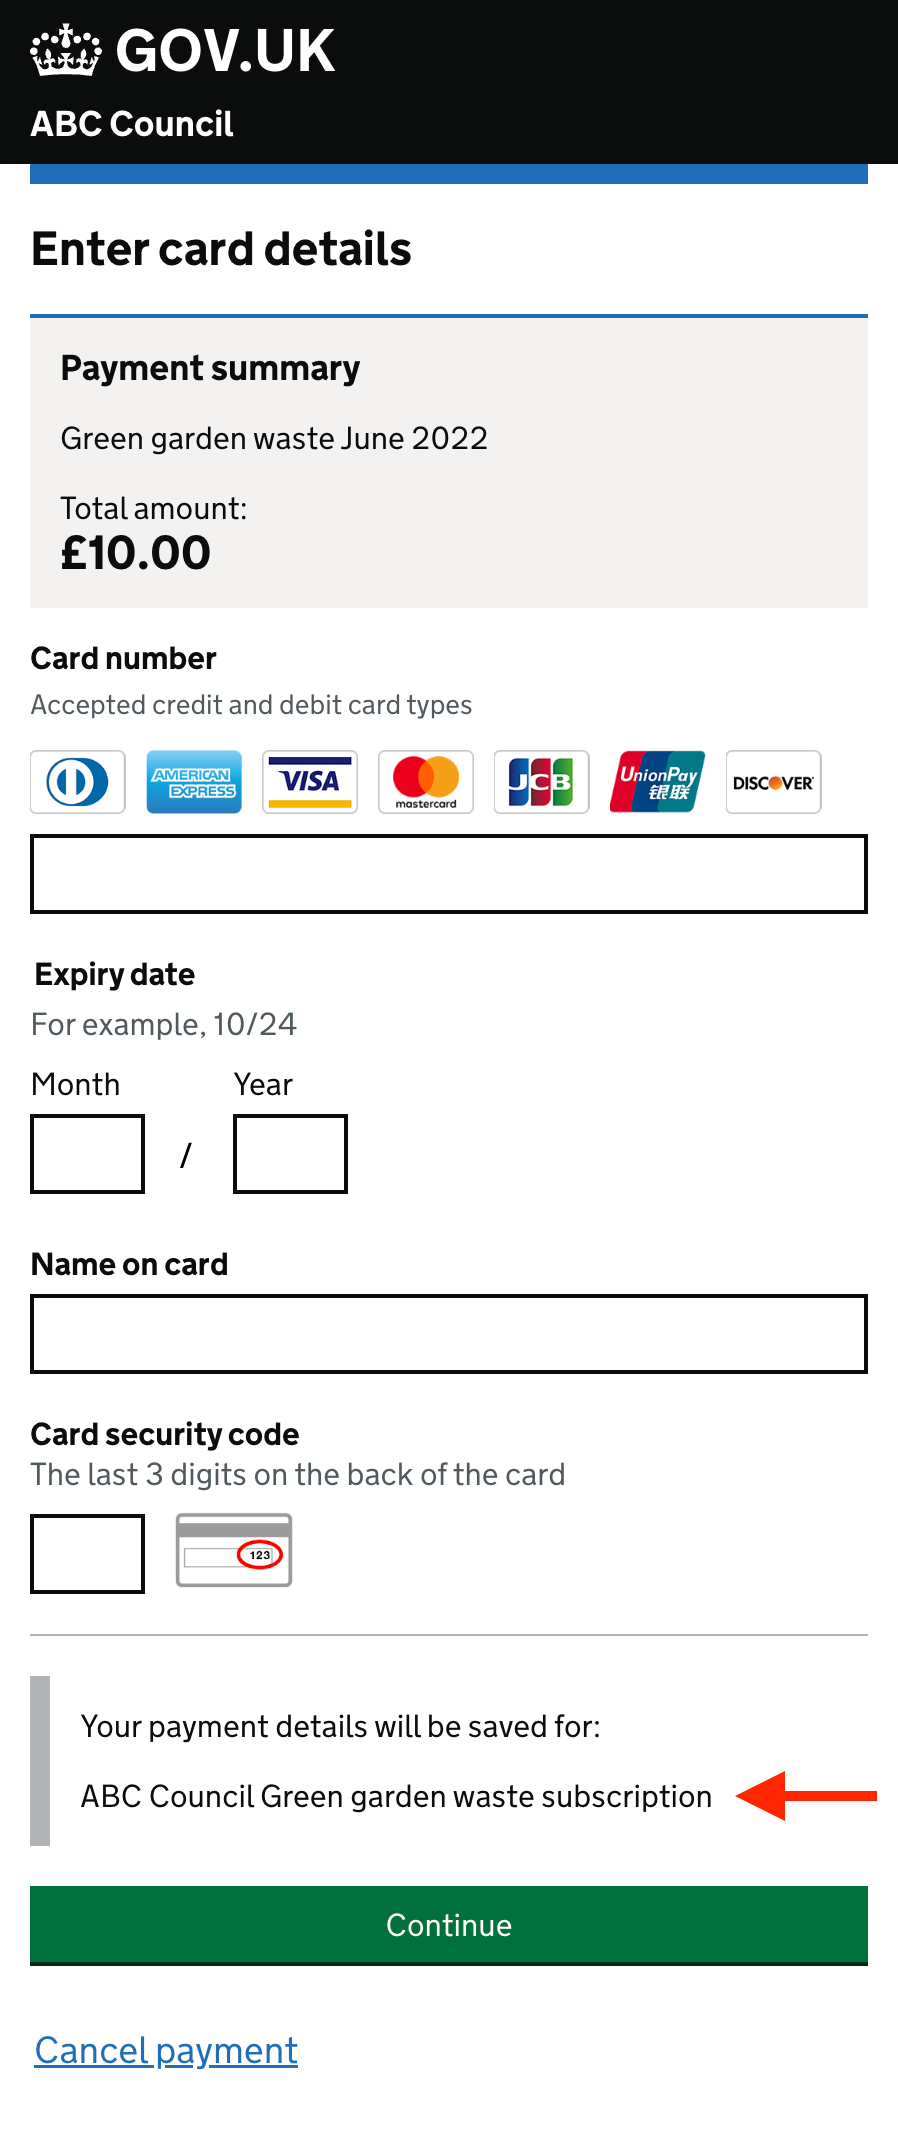 GOV.UK
ABC Council
Enter card details
Payment summary
Green garden waste June 2022
Total amount:
£10.00
Card number
Accepted credit and debit card types
AMERICAN EXPRESS VISA mastercard JCB UnionPay 银联 DISCOVER
Expiry date
For example, 10/24
Month Year
/
Name on card
Card security code
The last 3 digits on the back of the card
123
Your payment details will be saved for:
ABC Council Green garden waste subscription
Continue
Cancel payment